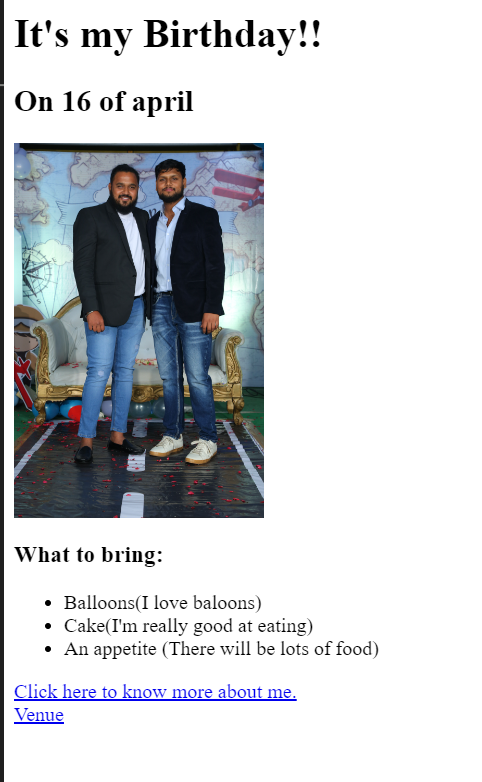 It's my Birthday!!
On 16 of april
What to bring:
Balloons(I love baloons)
Cake(I'm really good at eating)
An appetite (There will be lots of food)
Click here to know more about me.
Venue